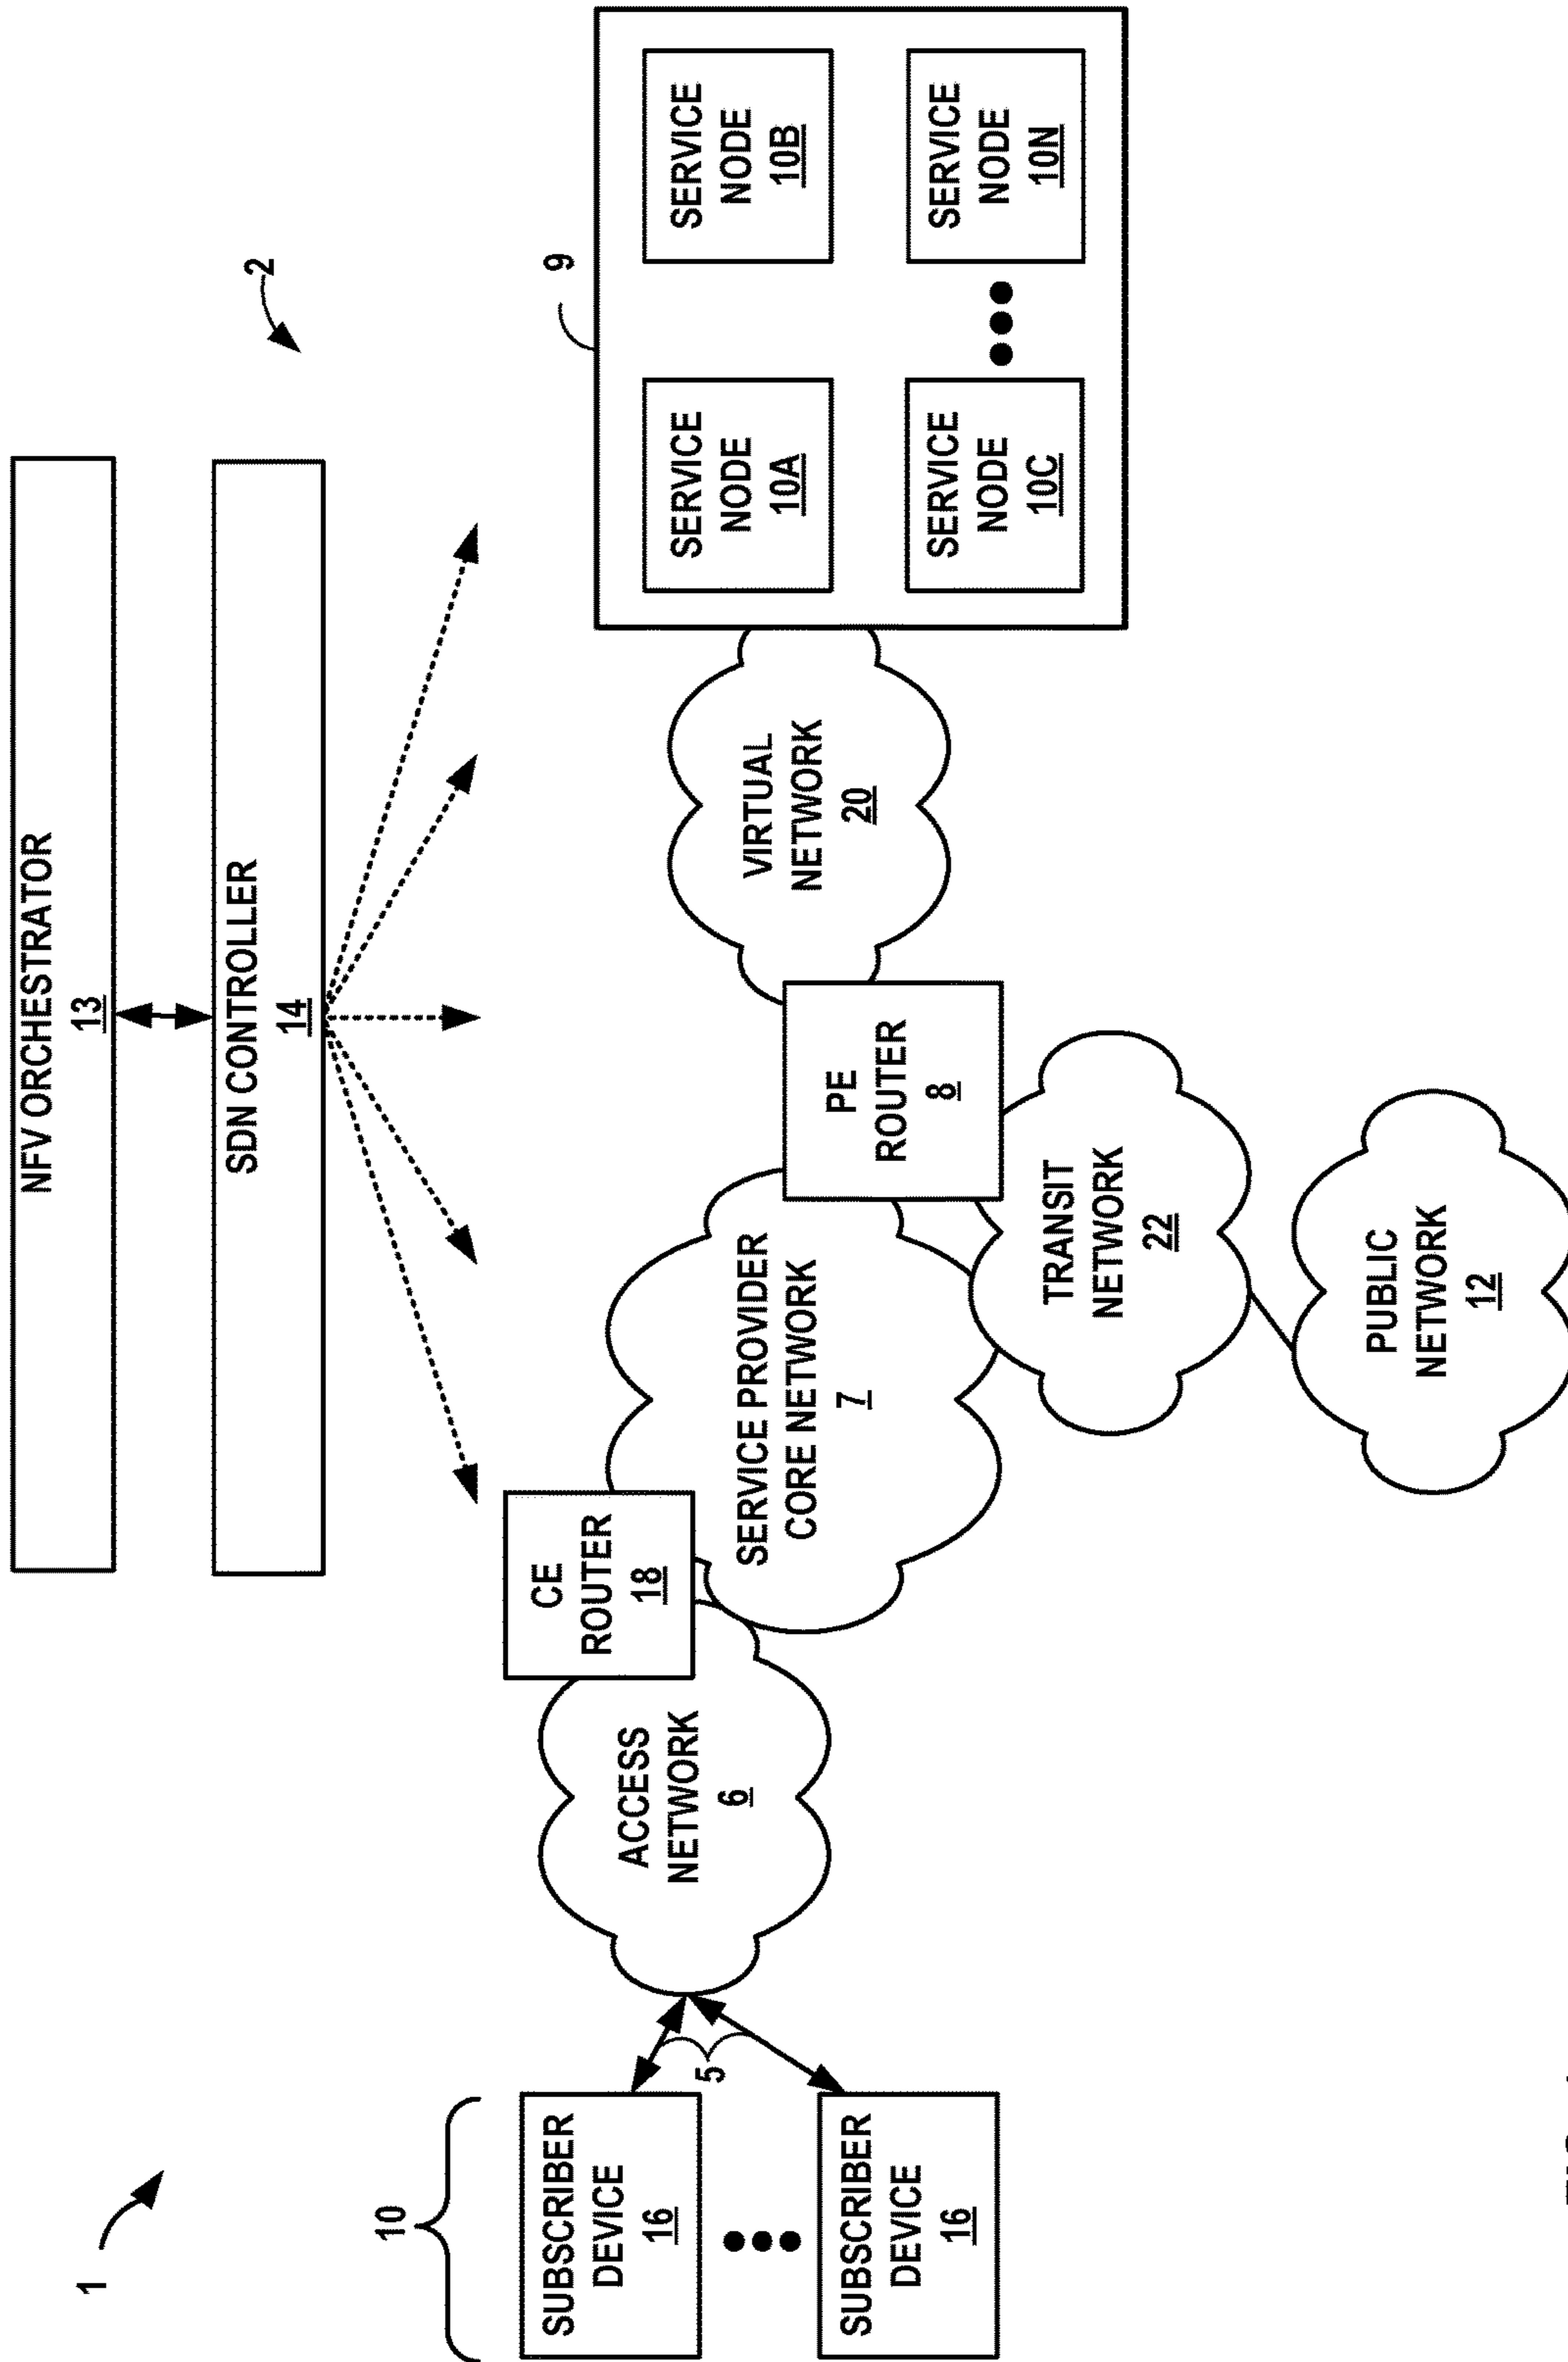 1
NFV ORCHESTRATOR
13
SDN CONTROLLER
14
2
10
SUBSCRIBER
DEVICE
16
SUBSCRIBER
DEVICE
16
5
ACCESS
NETWORK
6
CE
ROUTER
18
SERVICE PROVIDER
CORE NETWORK
7
PE
ROUTER
8
VIRTUAL
NETWORK
20
9
SERVICE
NODE
10A
SERVICE
NODE
10B
SERVICE
NODE
10C
SERVICE
NODE
10N
TRANSIT
NETWORK
22
PUBLIC
NETWORK
12